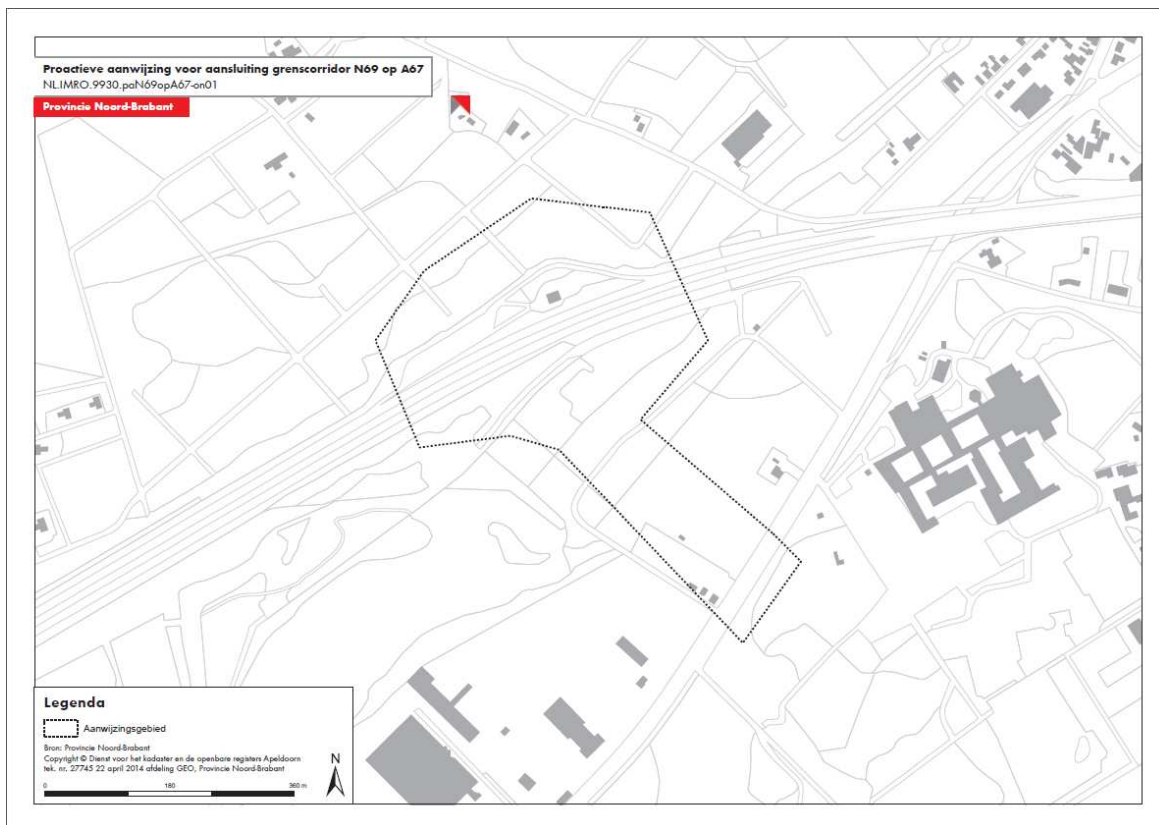 Proactieve aanwijzing voor aansluiting grenscorridor N69 op A67
NL.IMRO.9930.paN69opA67-on01
Provincie Noord-Brabant
Legenda
Aanwijzingsgebied
Bron: Provincie Noord-Brabant
Copyright © Dienst voor het kadaster en de openbare registers Apeldoorn
tek. nr. 27745 22 april 2014 afdeling GEO, Provincie Noord-Brabant
N
0 180 360 m